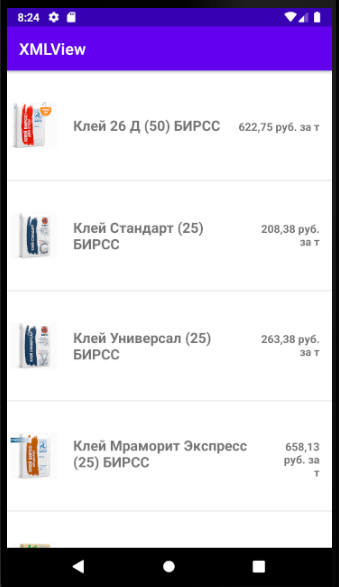 8:24
XMLView
Клей 26 Д (50) БИРСС
622,75 руб. за т
Клей Стандарт (25)
БИРСС
208,38 руб.
за т
Клей Универсал (25)
БИРСС
263,38 руб.
за т
Клей Мраморит Экспресс
(25) БИРСС
658,13
руб. за
т